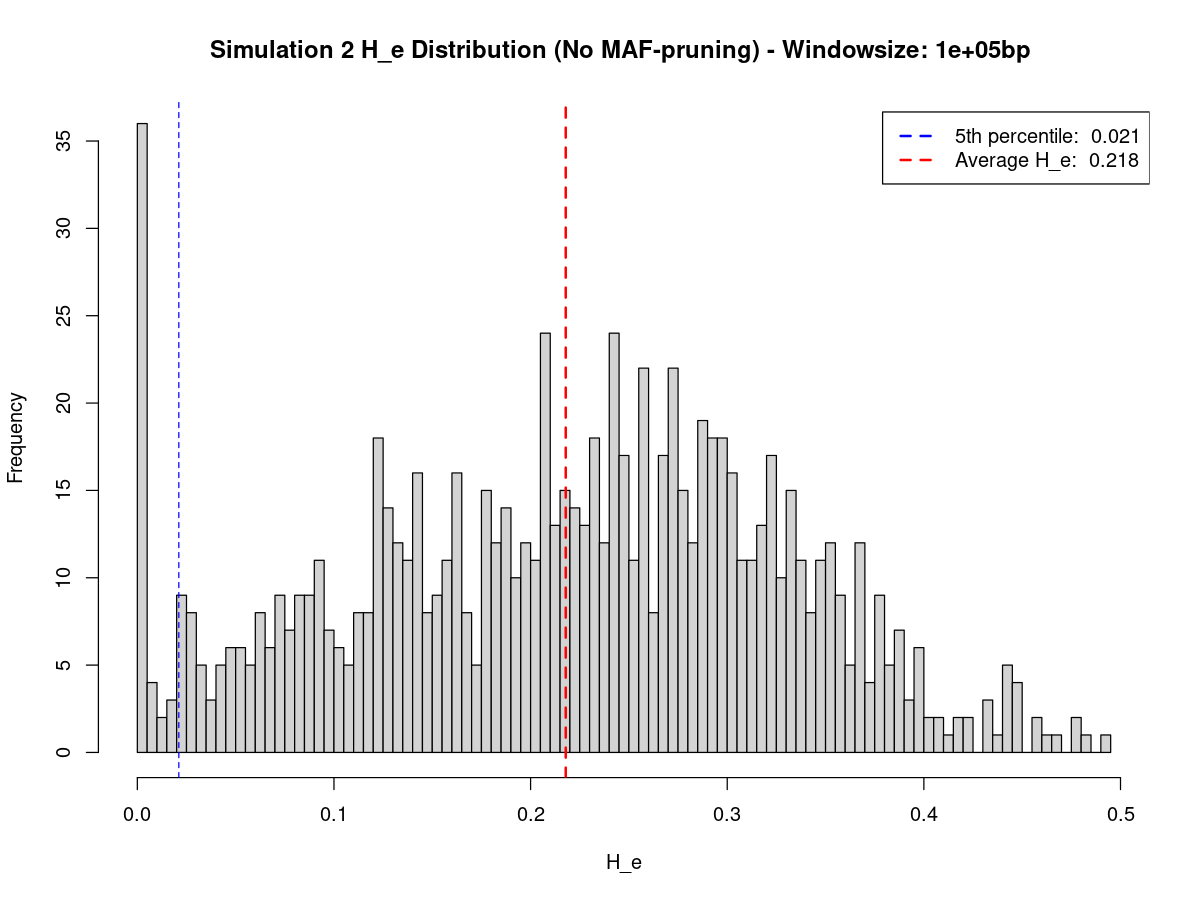 Simulation 2 H_e Distribution (No MAF-pruning) - Windowsize: 1e+05bp
5th percentile: 0.021
Average H_e: 0.218
Frequency
35
30
25
20
15
10
5
0
0.0 0.1 0.2 0.3 0.4 0.5
H_e